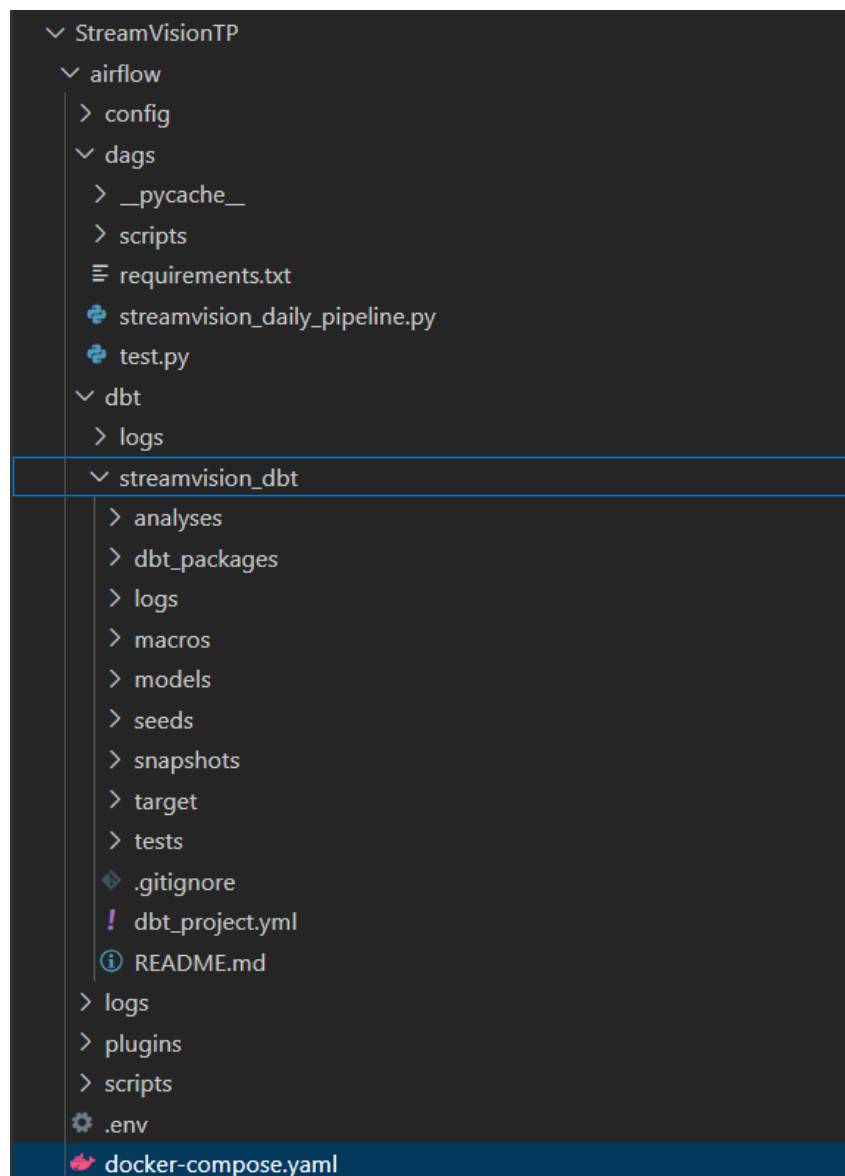 StreamVisionTP
airflow
config
dags
__pycache__
scripts
requirements.txt
streamvision_daily_pipeline.py
test.py
dbt
logs
streamvision_dbt
analyses
dbt_packages
logs
macros
models
seeds
snapshots
target
tests
.gitignore
dbt_project.yml
README.md
logs
plugins
scripts
.env
docker-compose.yaml